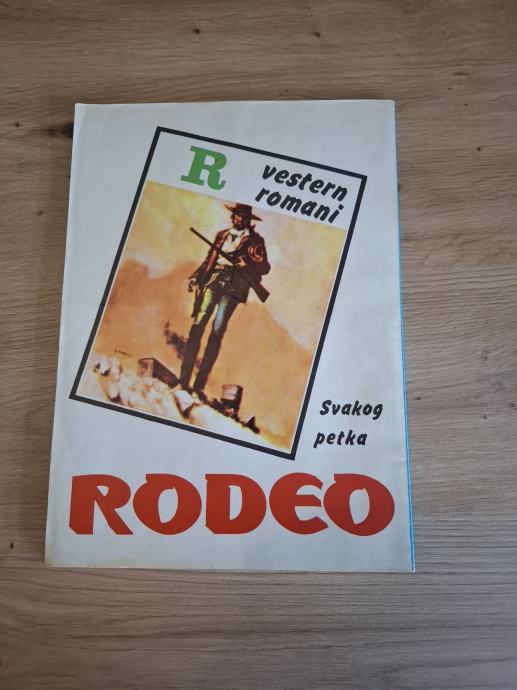 R
vestern
romani
Svakog
petka
RODEO